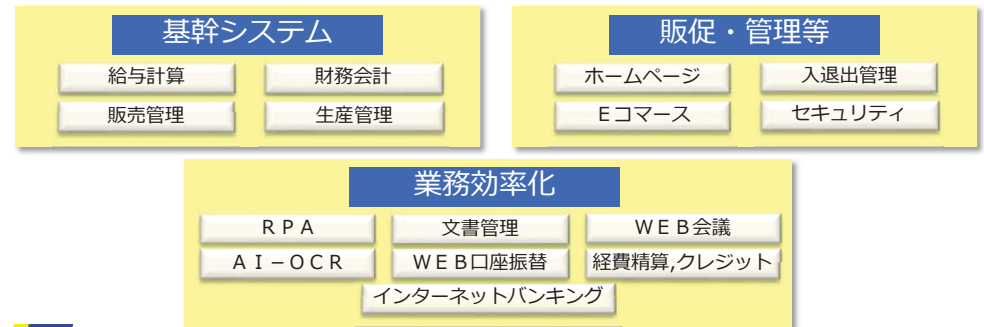 基幹システム
給与計算 財務会計
販売管理 生産管理
販促・管理等
ホームページ 入退出管理
Eコマース セキュリティ
業務効率化
RPA 文書管理 WEB会議
AI-OCR WEB口座振替 経費精算,クレジット
インターネットバンキング